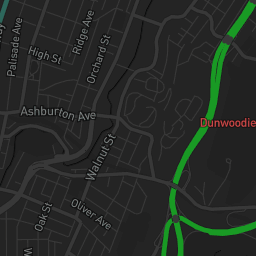 Palisade Ave
Ridge Ave
High St
Orchard St
Ashburton Ave
Dunwoodie
Walnut St
Oak St
Oliver Ave